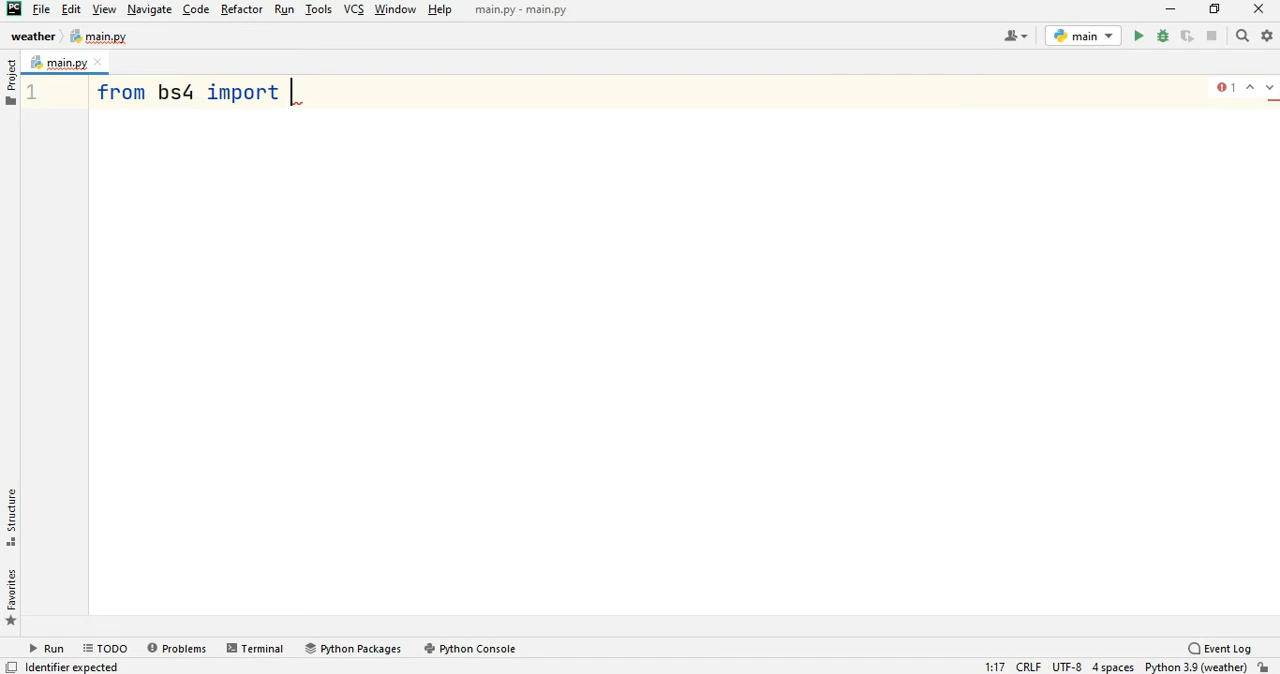 PC File Edit View Navigate Code Refactor Run Tools VCS Window Help main.py - main.py
weather main.py main
Project
main.py
1 from bs4 import
1
Structure
Favorites
Run TODO Problems Terminal Python Packages Python Console Event Log
Identifier expected 1:17 CRLF UTF-8 4 spaces Python 3.9 (weather)